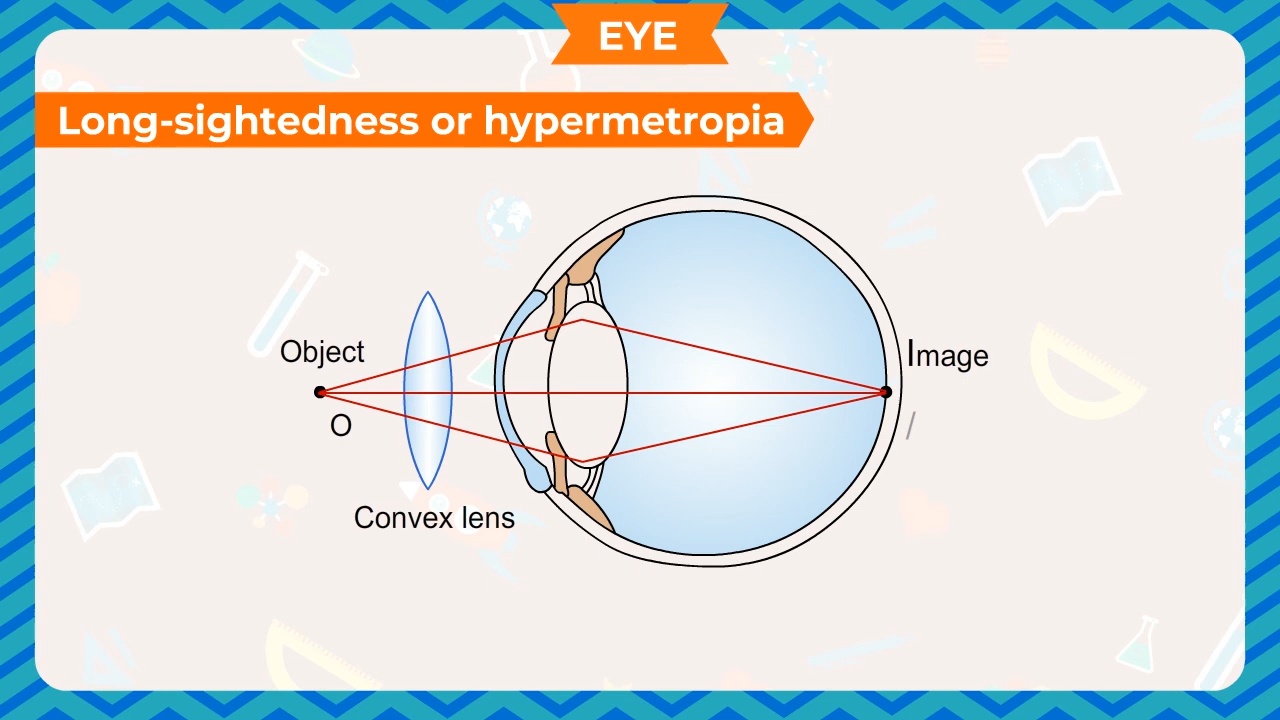 EYE
Long-sightedness or hypermetropia
Object
Image
O
/
Convex lens